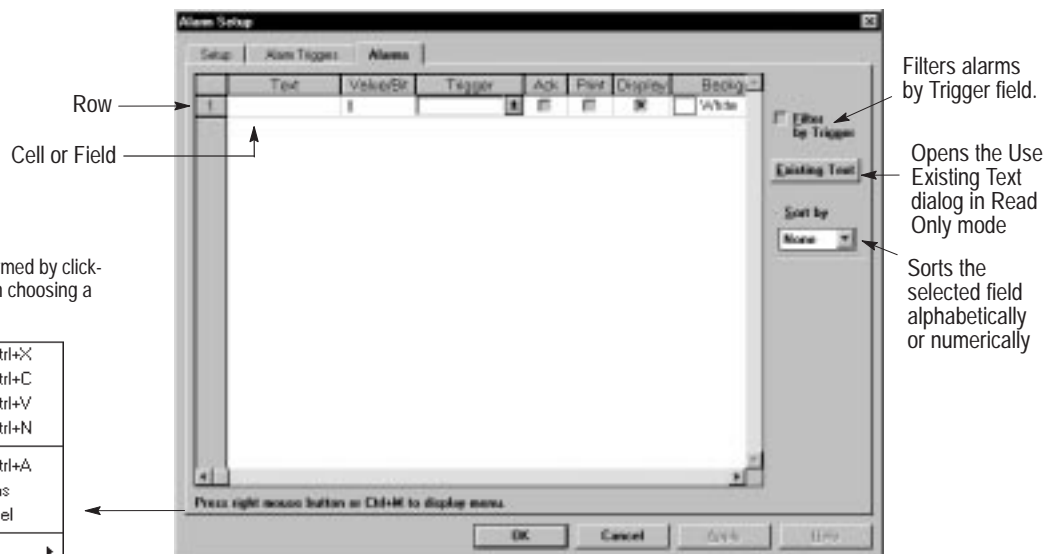 Alarm Setup
Setup
Alarm Triggers
Alarms
Text
Value/Bit
Trigger
Ack
Print
Display
Backg
1
White
Row
Cell or Field
Filter
by Trigger
Existing Text
Sort by
None
Filters alarms
by Trigger field.
Opens the Use
Existing Text
dialog in Read
Only mode
Sorts the
selected field
alphabetically
or numerically
med by click-
n choosing a
trl+X
trl+C
trl+V
trl+N
trl+A
ns
el
Press right mouse button or Ctrl+M to display menu.
OK
Cancel
Apply
Help